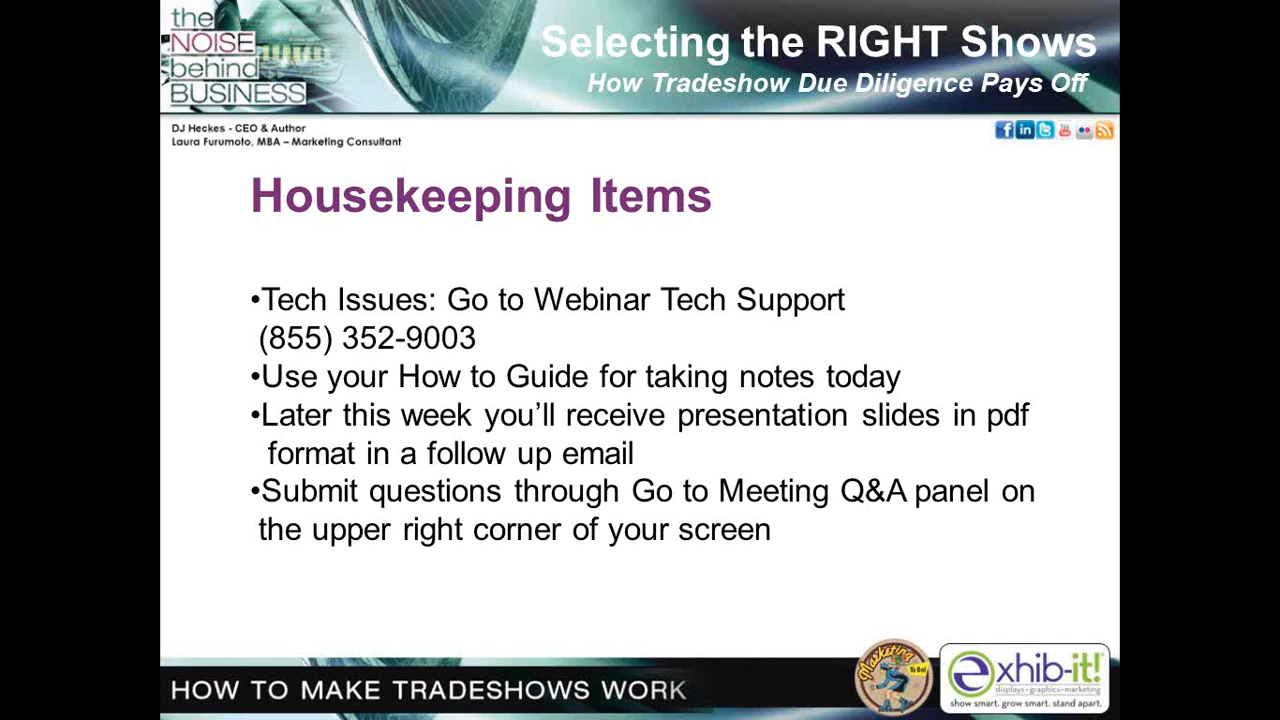 the
NOISE
behind
BUSINESS
Selecting the RIGHT Shows
How Tradeshow Due Diligence Pays Off
DJ Heckes - CEO & Author
Laura Furumoto, MBA – Marketing Consultant
Housekeeping Items
•Tech Issues: Go to Webinar Tech Support
(855) 352-9003
•Use your How to Guide for taking notes today
•Later this week you’ll receive presentation slides in pdf
format in a follow up email
•Submit questions through Go to Meeting Q&A panel on
the upper right corner of your screen
HOW TO MAKE TRADESHOWS WORK
Marketing
To Go!
exhib-it!
displays•graphics•marketing
show smart. grow smart. stand apart.